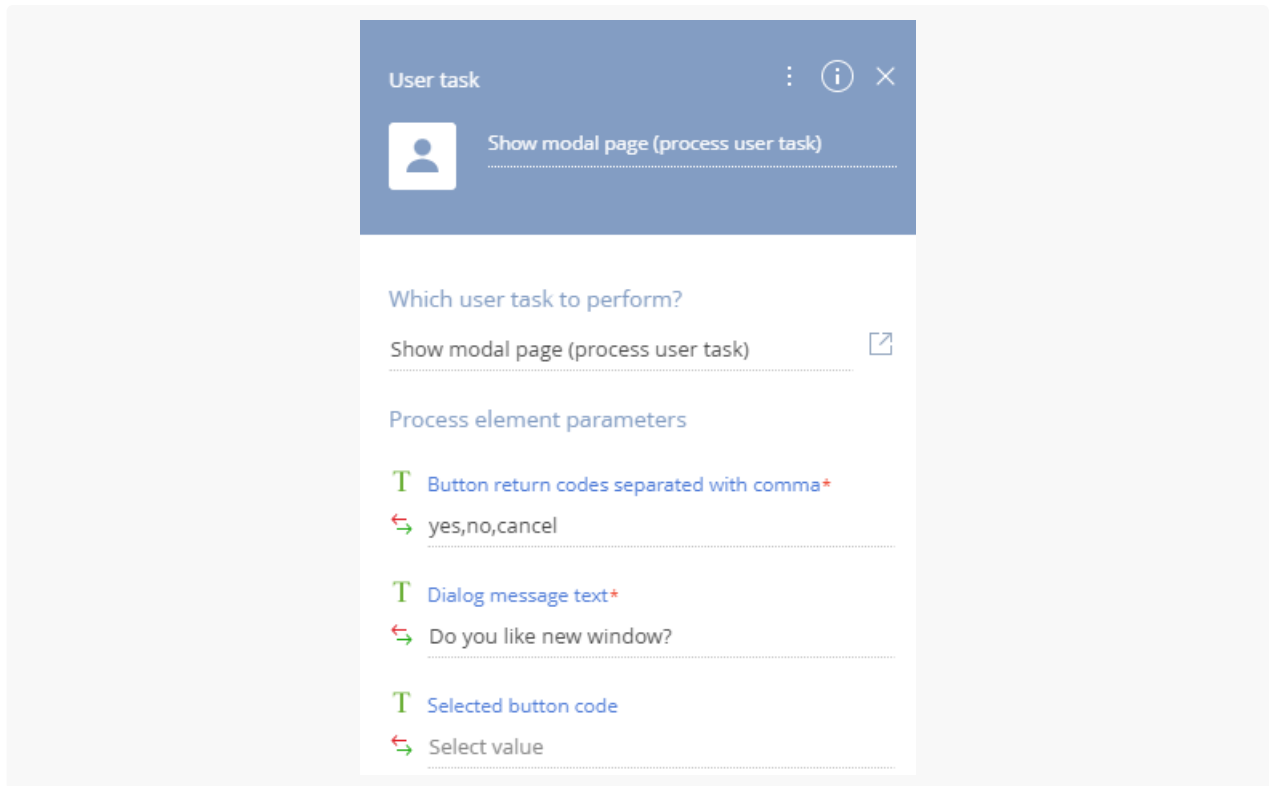 User task
Show modal page (process user task)
Which user task to perform?
Show modal page (process user task)
Process element parameters
T Button return codes separated with comma*
yes,no,cancel
T Dialog message text*
Do you like new window?
T Selected button code
Select value